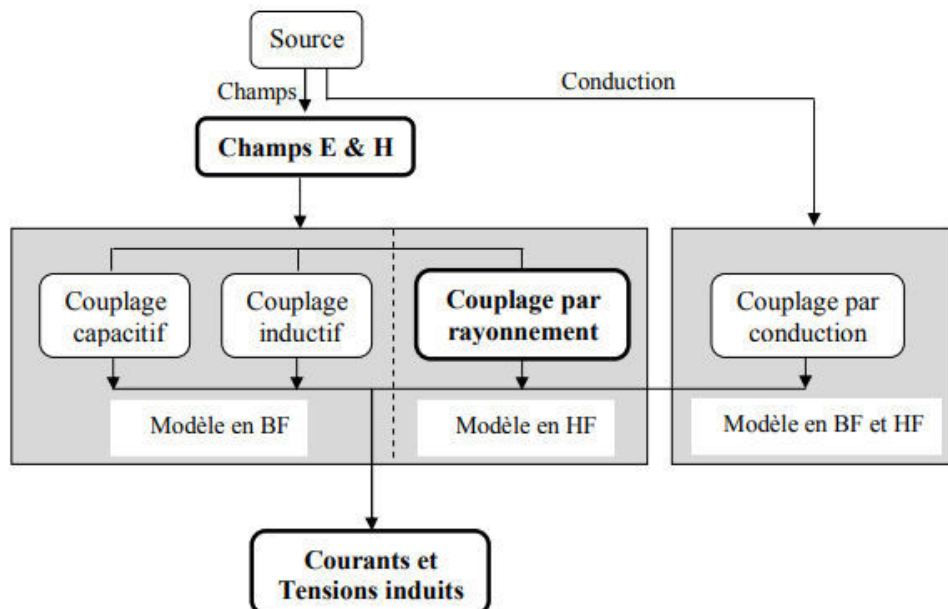 Source
Champs
Conduction
Champs E & H
Couplage
capacitif
Couplage
inductif
Couplage par
rayonnement
Couplage par
conduction
Modèle en BF
Modèle en HF
Modèle en BF et HF
Courants et
Tensions induits